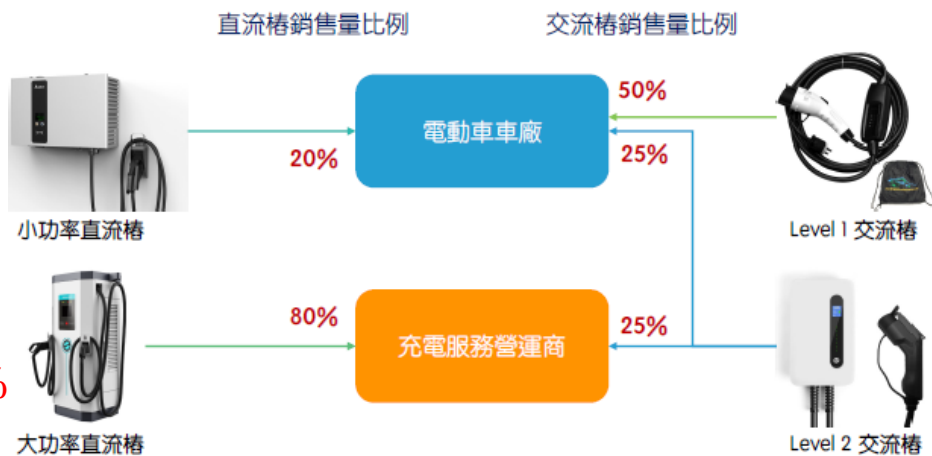 直流樁銷售量比例
交流樁銷售量比例
50%
電動車車廠
20%
25%
小功率直流樁
Level 1 交流樁
80%
25%
充電服務營運商
%
大功率直流樁
Level 2 交流樁